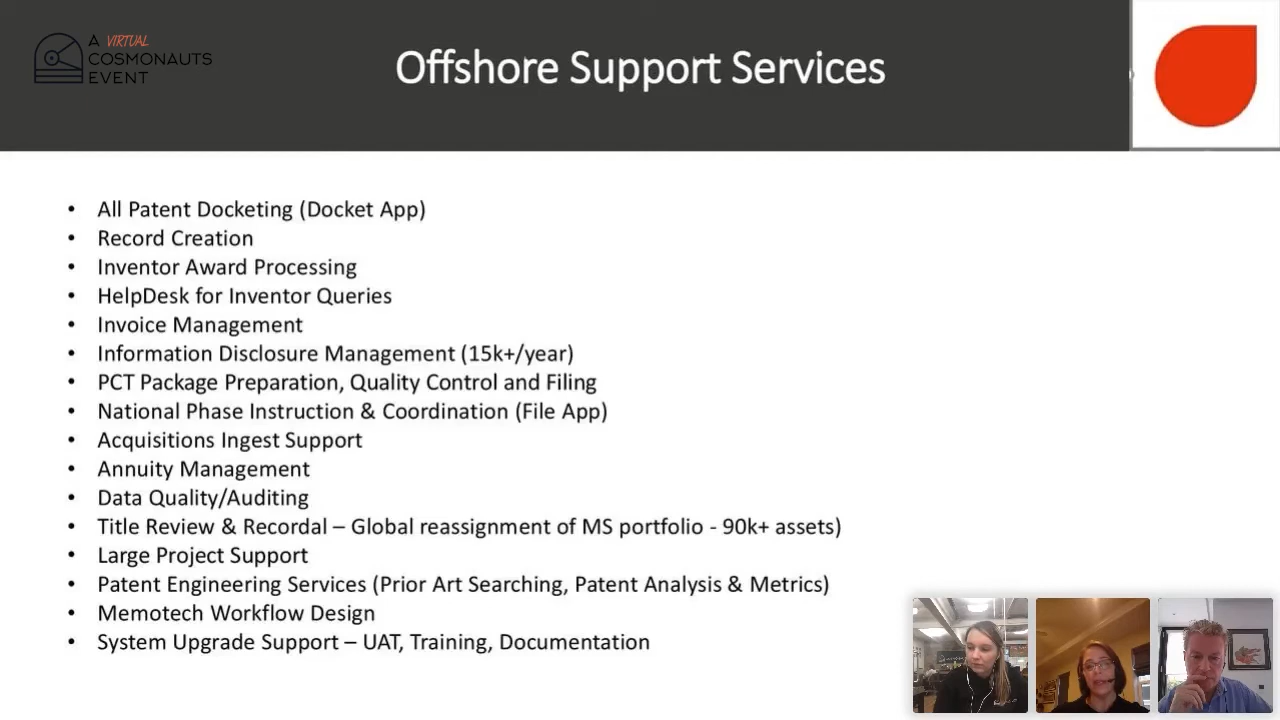 A VIRTUAL
COSMONAUTS
EVENT
Offshore Support Services
• All Patent Docketing (Docket App)
• Record Creation
• Inventor Award Processing
• HelpDesk for Inventor Queries
• Invoice Management
• Information Disclosure Management (15k+/year)
• PCT Package Preparation, Quality Control and Filing
• National Phase Instruction & Coordination (File App)
• Acquisitions Ingest Support
• Annuity Management
• Data Quality/Auditing
• Title Review & Recordal – Global reassignment of MS portfolio - 90k+ assets)
• Large Project Support
• Patent Engineering Services (Prior Art Searching, Patent Analysis & Metrics)
• Memotech Workflow Design
• System Upgrade Support – UAT, Training, Documentation